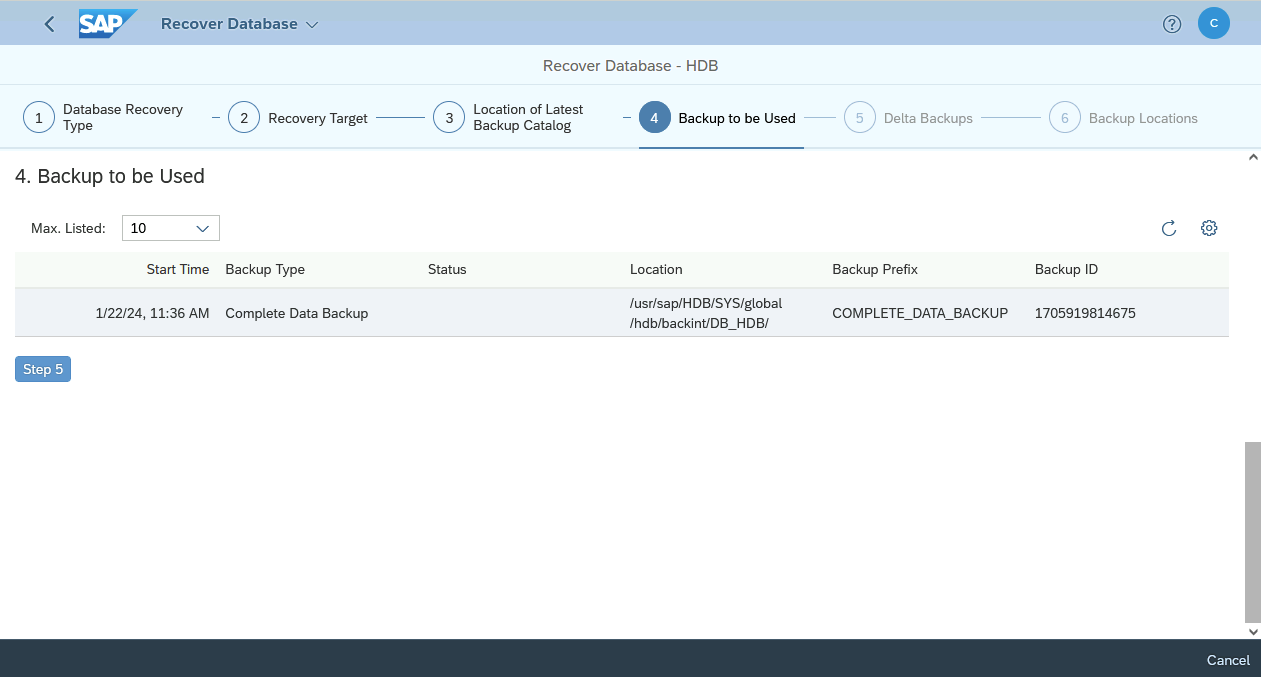 SAP Recover Database
C
Recover Database - HDB
1 Database Recovery
Type
2 Recovery Target
3 Location of Latest
Backup Catalog
4 Backup to be Used
5 Delta Backups
6 Backup Locations
4. Backup to be Used
Max. Listed: 10
Start Time Backup Type Status Location Backup Prefix Backup ID
1/22/24, 11:36 AM Complete Data Backup /usr/sap/HDB/SYS/global
/hdb/backint/DB_HDB/ COMPLETE_DATA_BACKUP 1705919814675
Step 5
Cancel